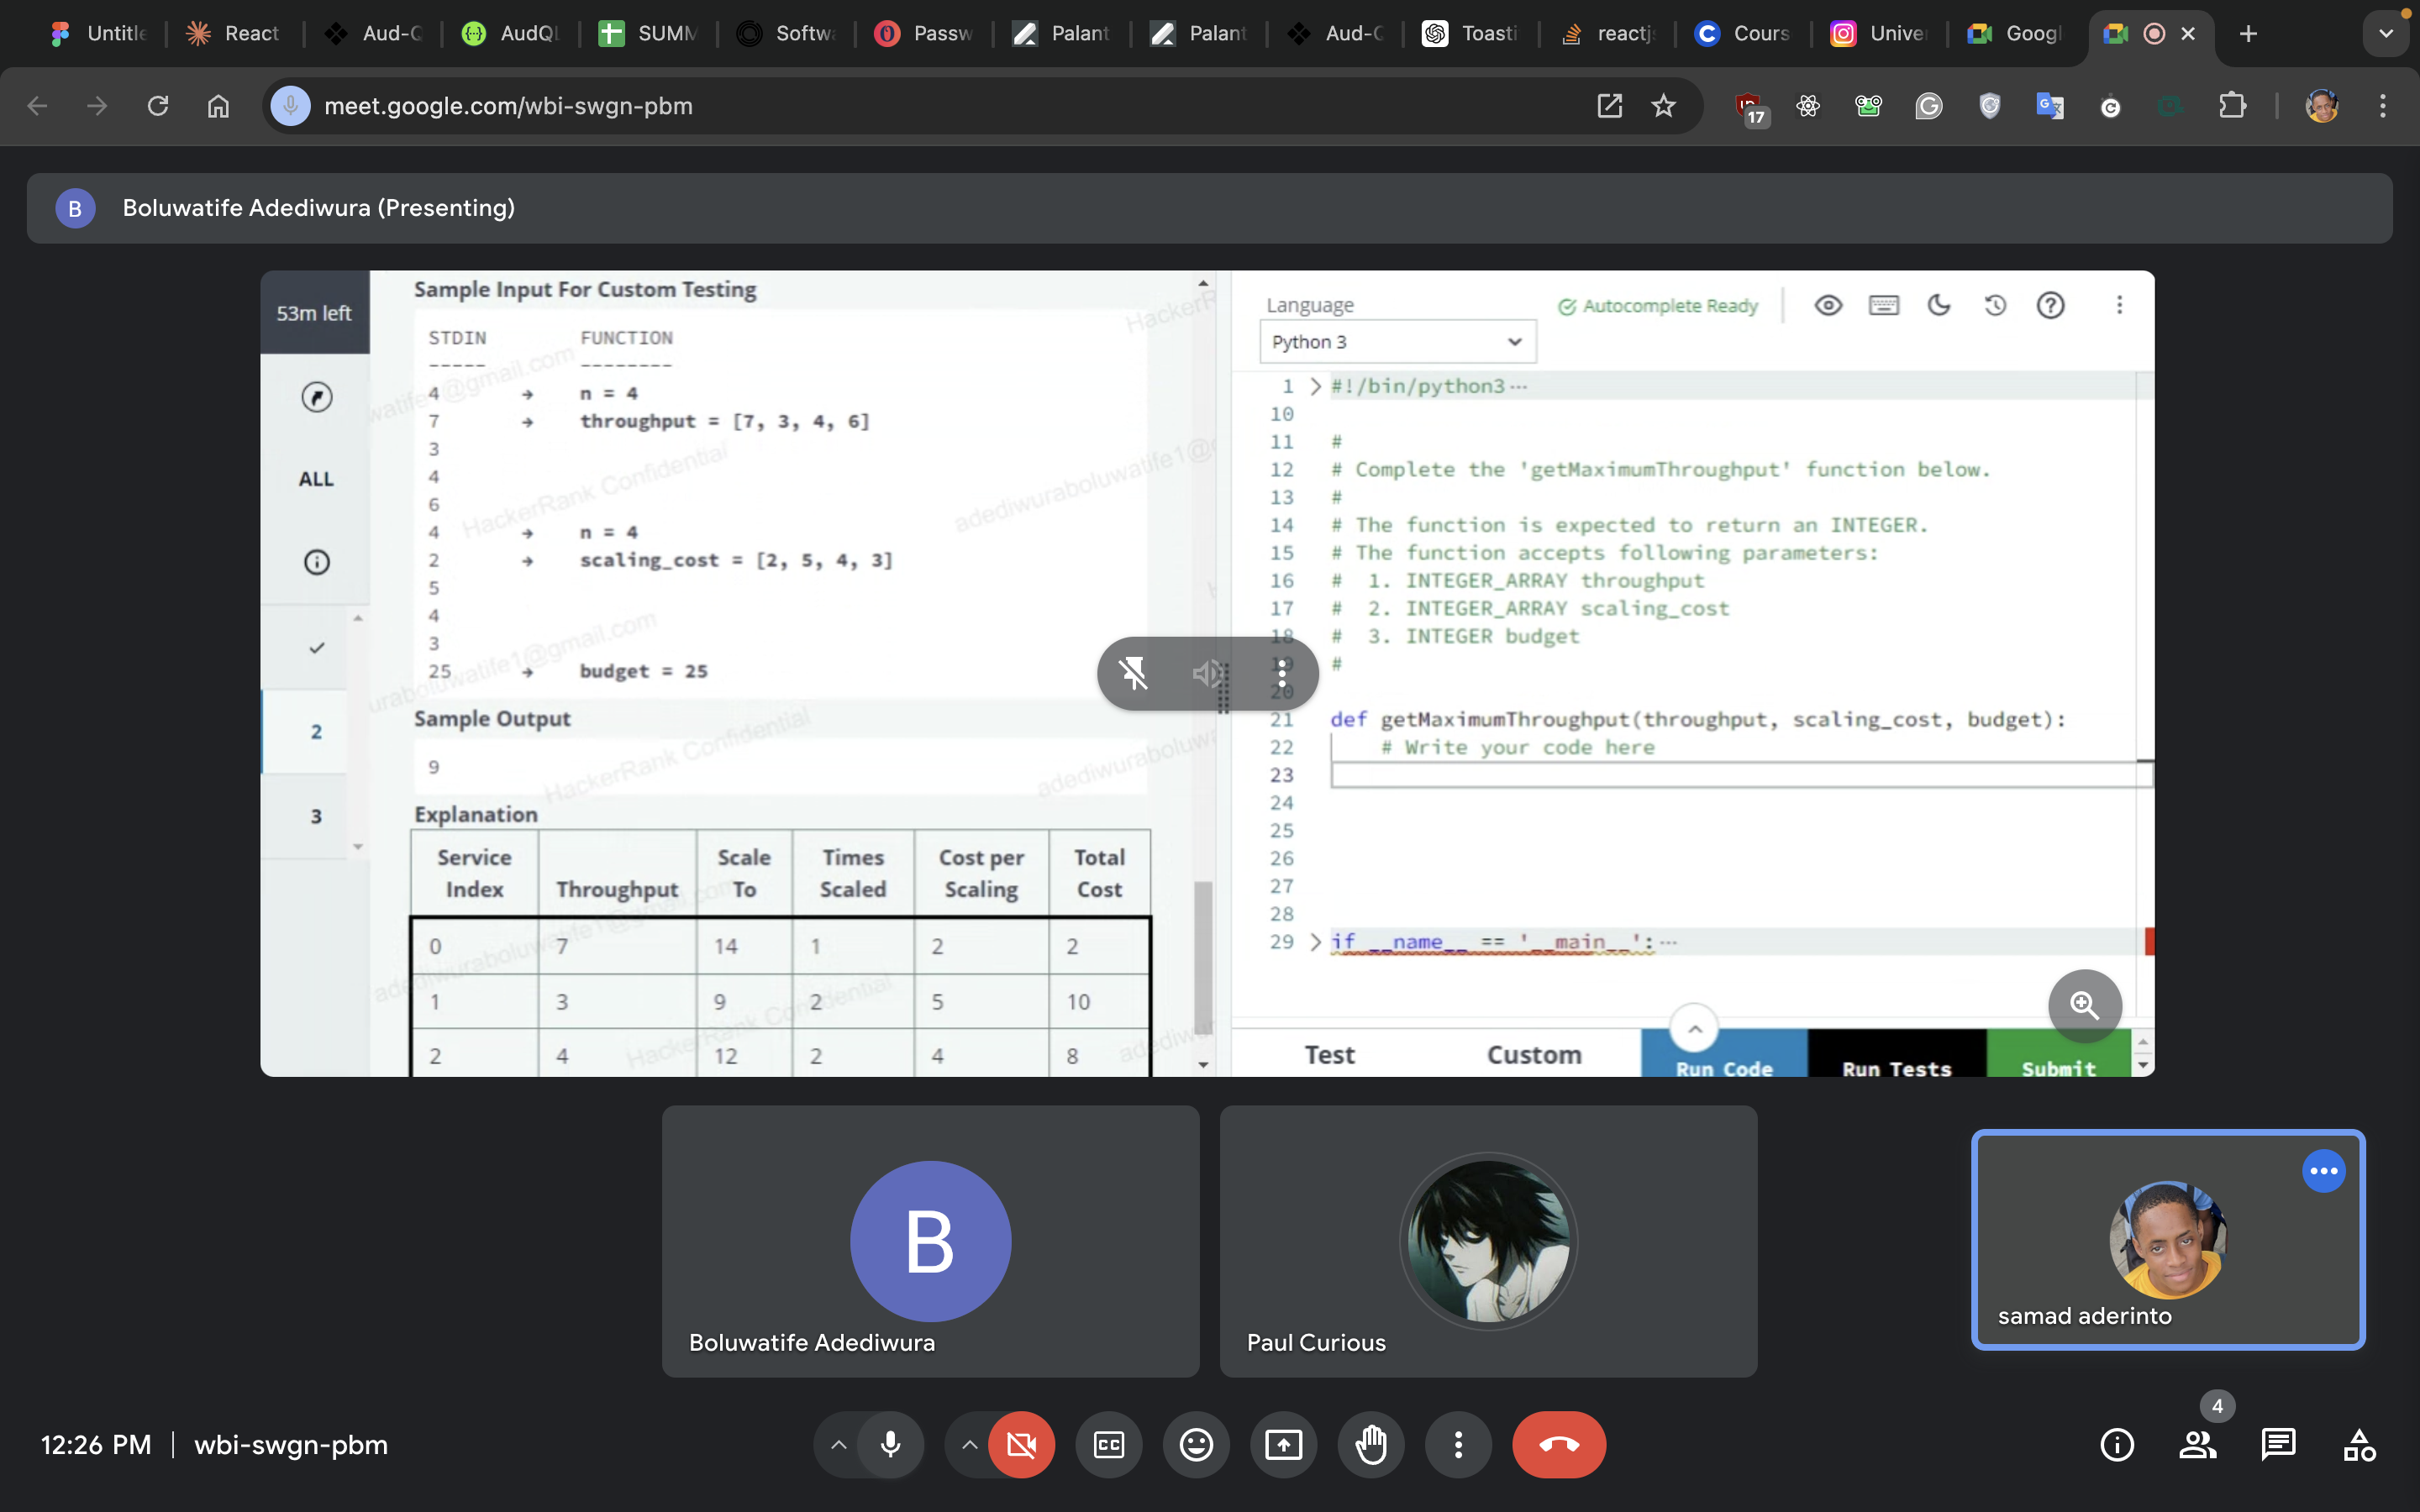 Untitle
React
Aud-Q
AudQL
SUMM
Softwa
Passw
Palant
Palant
Aud-Q
Toasti
reactjs
Cours
Univer
Googl
meet.google.com/wbi-swgn-pbm
17
B
Boluwatife Adediwura (Presenting)
53m left
ALL
2
3
Sample Input For Custom Testing
STDIN FUNCTION
----- --------
4 → n = 4
7 → throughput = [7, 3, 4, 6]
3
4
6
4 → n = 4
2 → scaling_cost = [2, 5, 4, 3]
5
4
3
25 → budget = 25
Sample Output
9
Explanation
Service Index Throughput Scale To Times Scaled Cost per Scaling Total Cost
0 7 14 1 2 2
1 3 9 2 5 10
2 4 12 2 4 8
HackerRank Confidential
HackerRank Confidential
HackerRank Confidential
Language
Autocomplete Ready
Python 3
1 #!/bin/python3 ···
10
11 #
12 # Complete the 'getMaximumThroughput' function below.
13 #
14 # The function is expected to return an INTEGER.
15 # The function accepts following parameters:
16 # 1. INTEGER_ARRAY throughput
17 # 2. INTEGER_ARRAY scaling_cost
18 # 3. INTEGER budget
19 #
20
21 def getMaximumThroughput(throughput, scaling_cost, budget):
22 # Write your code here
23
24
25
26
27
28
29 if __name__ == '__main__': ···
Test
Custom
Run Code
Run Tests
Submit
B
Boluwatife Adediwura
Paul Curious
samad aderinto
12:26 PM | wbi-swgn-pbm
CC
4